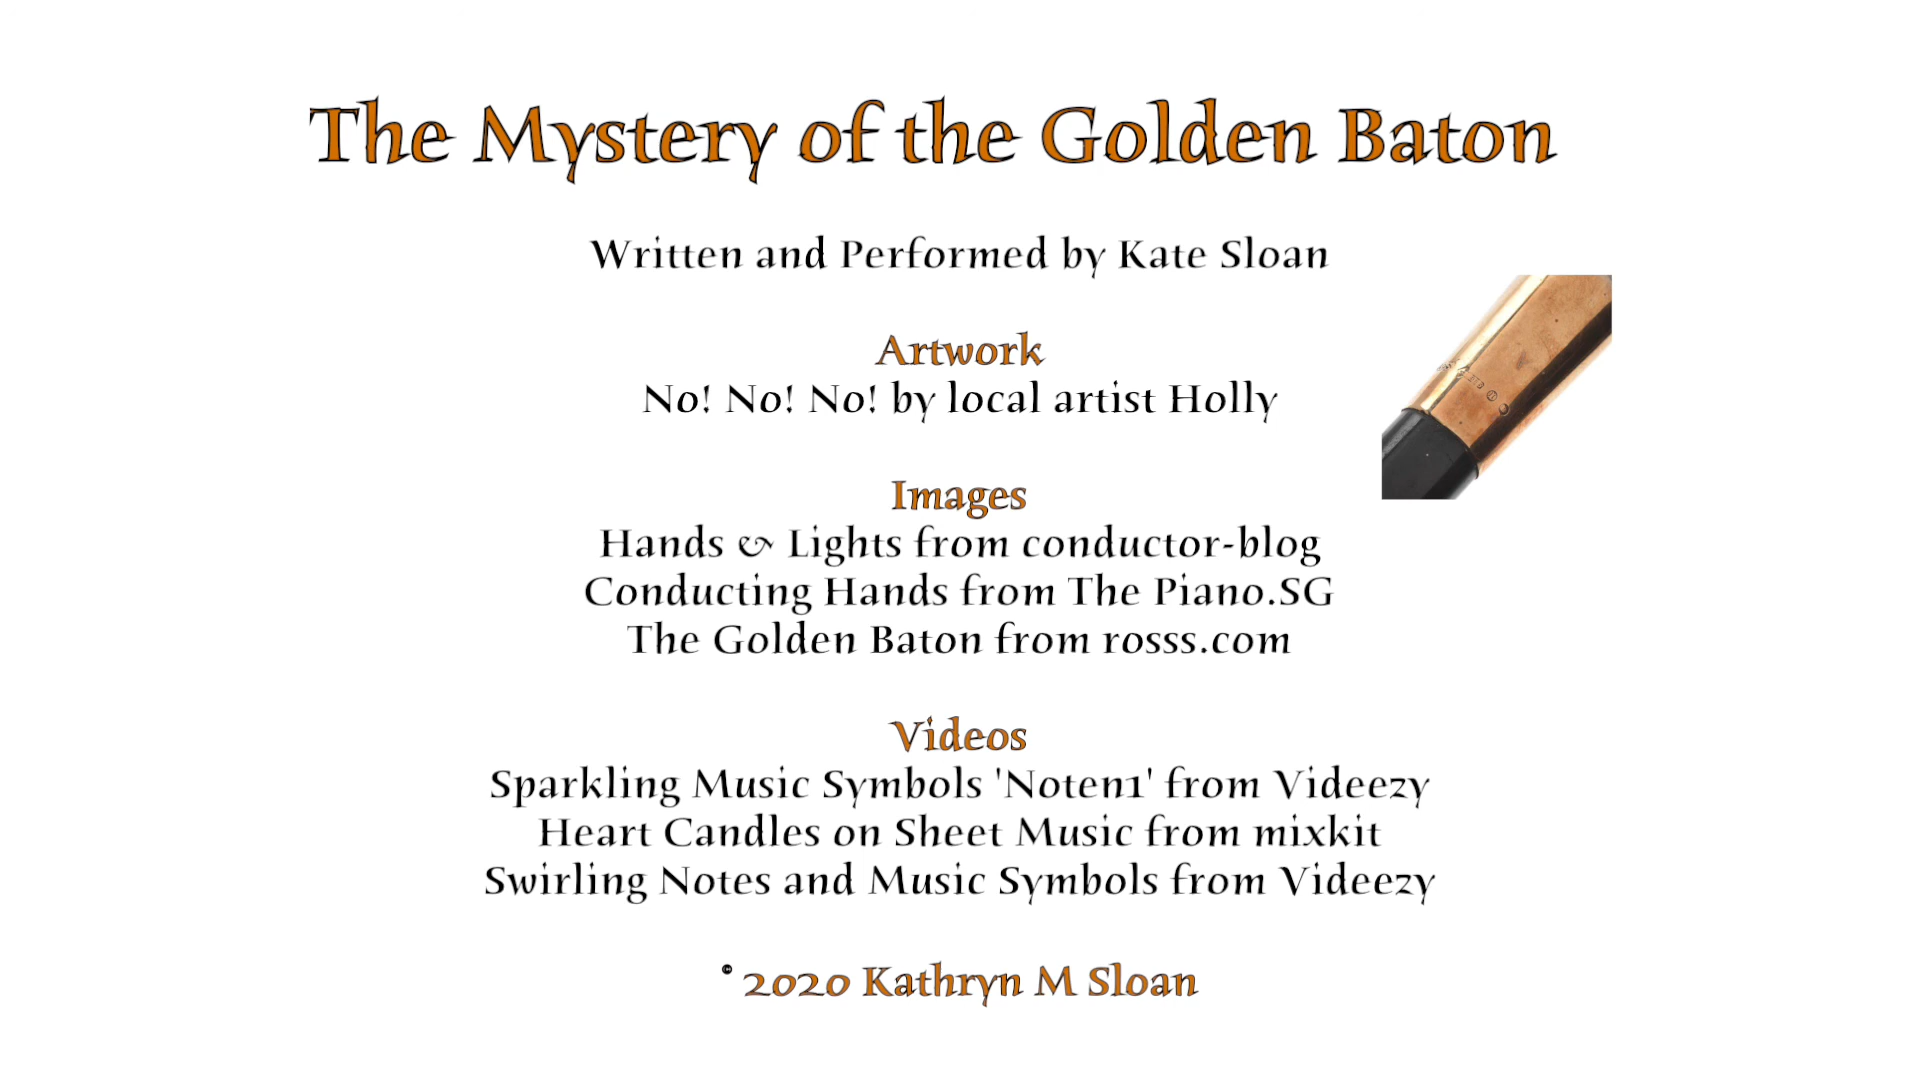 The Mystery of the Golden Baton
Written and Performed by Kate Sloan
Artwork
No! No! No! by local artist Holly
Images
Hands & Lights from conductor-blog
Conducting Hands from The Piano.SG
The Golden Baton from rosss.com
Videos
Sparkling Music Symbols 'Noten1' from Videezy
Heart Candles on Sheet Music from mixkit
Swirling Notes and Music Symbols from Videezy
© 2020 Kathryn M Sloan